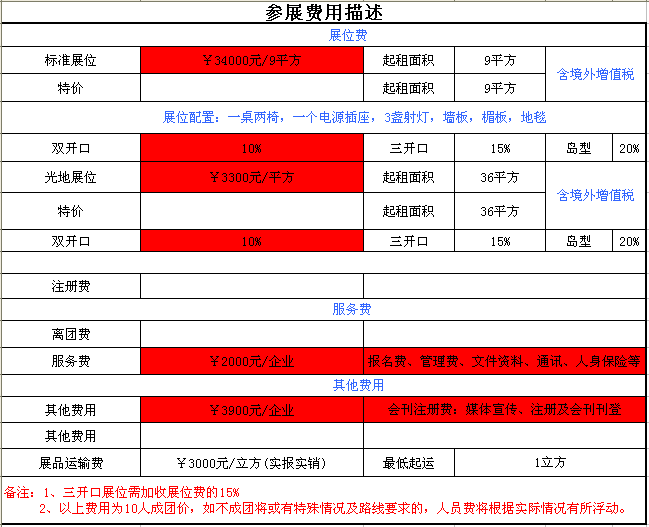 参展费用描述
展位费
标准展位 ￥34000元/9平方 起租面积 9平方 含境外增值税
特价 起租面积 9平方
展位配置：一桌两椅，一个电源插座，3盏射灯，墙板，楣板，地毯
双开口 10% 三开口 15% 岛型 20%
光地展位 ￥3300元/平方 起租面积 36平方 含境外增值税
特价 起租面积 36平方
双开口 10% 三开口 15% 岛型 20%
注册费
服务费
离团费
服务费 ￥2000元/企业 报名费、管理费、文件资料、通讯、人身保险等
其他费用
其他费用 ￥3900元/企业 会刊注册费：媒体宣传、注册及会刊刊登
其他费用
展品运输费 ￥3000元/立方(实报实销) 最低起运 1立方
备注：1、三开口展位需加收展位费的15%
2、以上费用为10人成团价，如不成团将或有特殊情况及路线要求的，人员费将根据实际情况有所浮动。